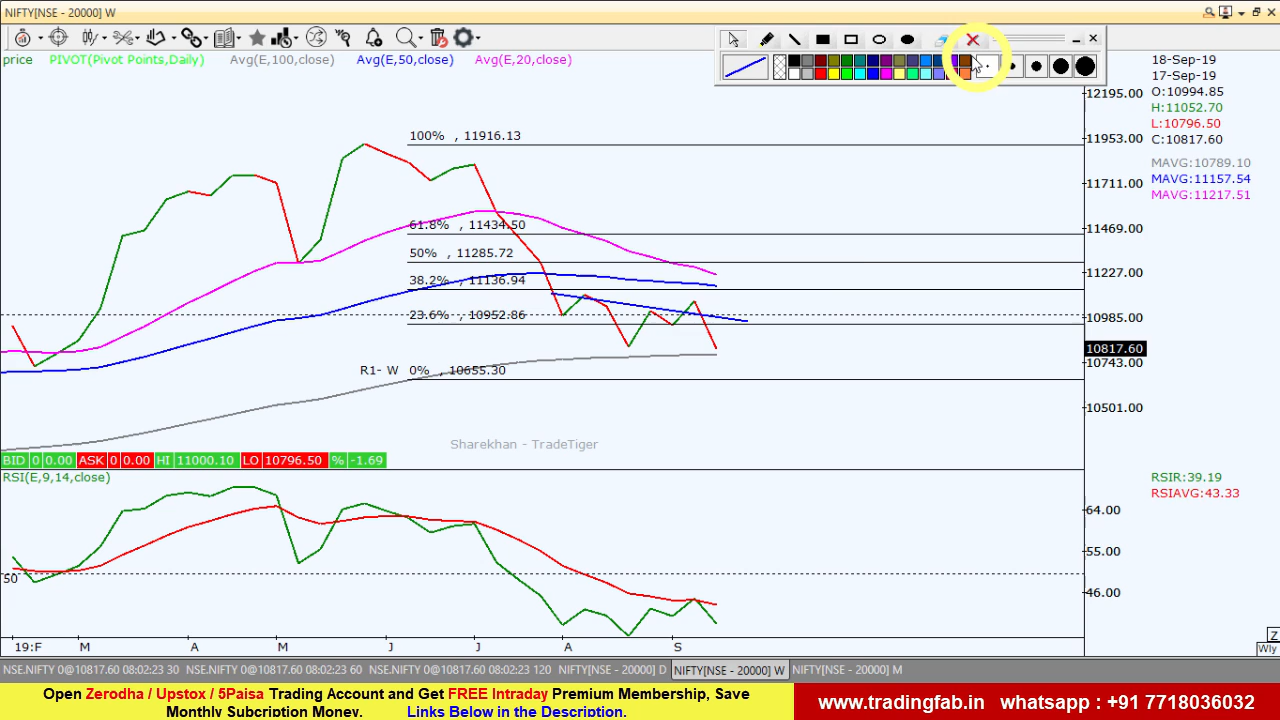 NIFTY[NSE - 20000] W
price PIVOT(Pivot Points,Daily) Avg(E,100,close) Avg(E,50,close) Avg(E,20,close)
18-Sep-19
17-Sep-19
O:10994.85
H:11052.70
L:10796.50
C:10817.60
MAVG:10789.10
MAVG:11157.54
MAVG:11217.51
12195.00
11953.00
11711.00
11469.00
11227.00
10985.00
10817.60
10743.00
10501.00
100% , 11916.13
61.8% , 11434.50
50% , 11285.72
38.2% , 11136.94
23.6% , 10952.86
R1- W 0% , 10655.30
Sharekhan - TradeTiger
BID 0 0.00 ASK 0 0.00 HI 11000.10 LO 10796.50 % -1.69
RSI(E,9,14,close)
RSIR:39.19
RSIAVG:43.33
64.00
55.00
46.00
50
19:F M A M J J A S
Z
Wly
NSE.NIFTY 0@10817.60 08:02:23 30 NSE.NIFTY 0@10817.60 08:02:23 60 NSE.NIFTY 0@10817.60 08:02:23 120 NIFTY[NSE - 20000] D NIFTY[NSE - 20000] W NIFTY[NSE - 20000] M
Open Zerodha / Upstox / 5Paisa Trading Account and Get FREE Intraday Premium Membership, Save
Monthly Subcription Money. Links Below in the Description.
www.tradingfab.in whatsapp : +91 7718036032